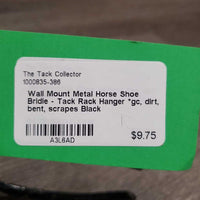 The Tack Collector
1000835-386
Wall Mount Metal Horse Shoe
Bridle - Tack Rack Hanger *gc, dirt,
bent, scrapes Black
$9.75
A3L6AD